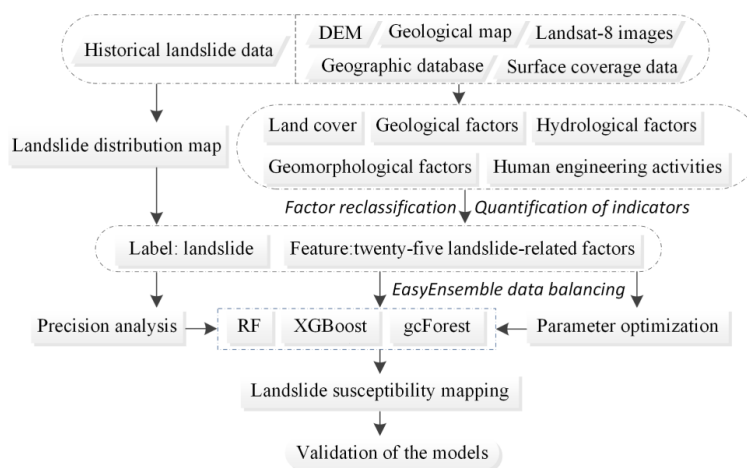 Historical landslide data
DEM
Geological map
Landsat-8 images
Geographic database
Surface coverage data
Landslide distribution map
Land cover
Geological factors
Hydrological factors
Geomorphological factors
Human engineering activities
Factor reclassification
Quantification of indicators
Label: landslide
Feature:twenty-five landslide-related factors
EasyEnsemble data balancing
Precision analysis
RF
XGBoost
gcForest
Parameter optimization
Landslide susceptibility mapping
Validation of the models